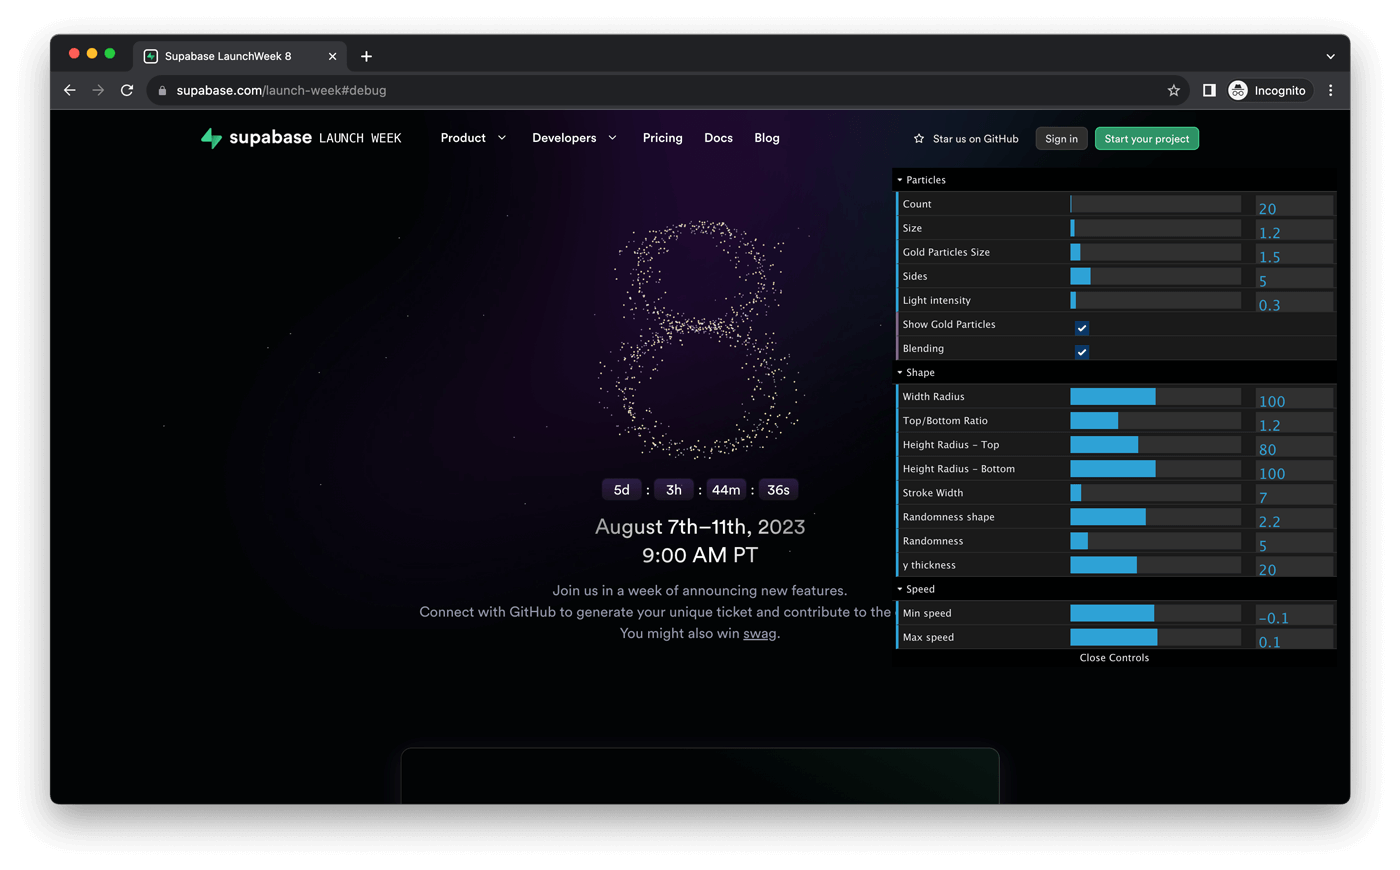 Supabase LaunchWeek 8
supabase.com/launch-week#debug
Incognito
supabase LAUNCH WEEK Product Developers Pricing Docs Blog Star us on GitHub Sign in Start your project
8
5d : 3h : 44m : 36s
August 7th–11th, 2023
9:00 AM PT
Join us in a week of announcing new features.
Connect with GitHub to generate your unique ticket and contribute to the
You might also win swag.
Particles
Count 20
Size 1.2
Gold Particles Size 1.5
Sides 5
Light intensity 0.3
Show Gold Particles
Blending
Shape
Width Radius 100
Top/Bottom Ratio 1.2
Height Radius – Top 80
Height Radius – Bottom 100
Stroke Width 7
Randomness shape 2.2
Randomness 5
y thickness 20
Speed
Min speed -0.1
Max speed 0.1
Close Controls